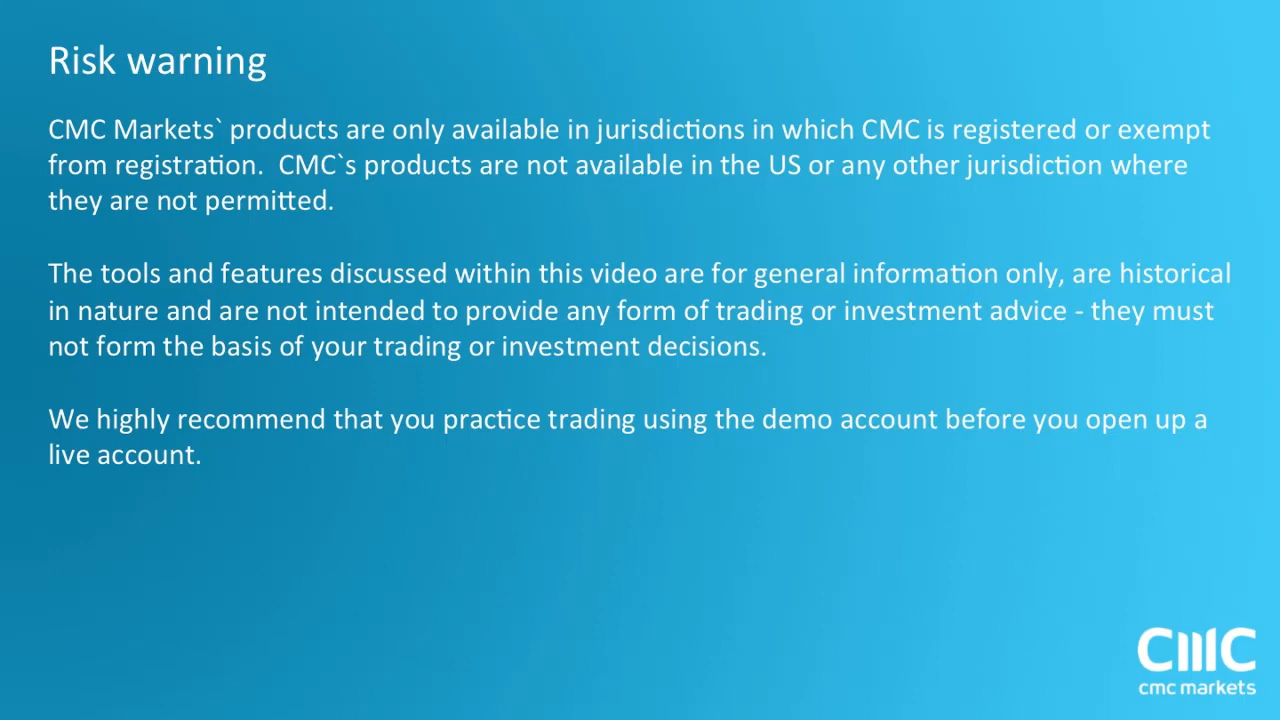 Risk warning
CMC Markets` products are only available in jurisdictions in which CMC is registered or exempt
from registration.  CMC`s products are not available in the US or any other jurisdiction where
they are not permitted.
The tools and features discussed within this video are for general information only, are historical
in nature and are not intended to provide any form of trading or investment advice - they must
not form the basis of your trading or investment decisions.
We highly recommend that you practice trading using the demo account before you open up a
live account.
CMC
cmc markets